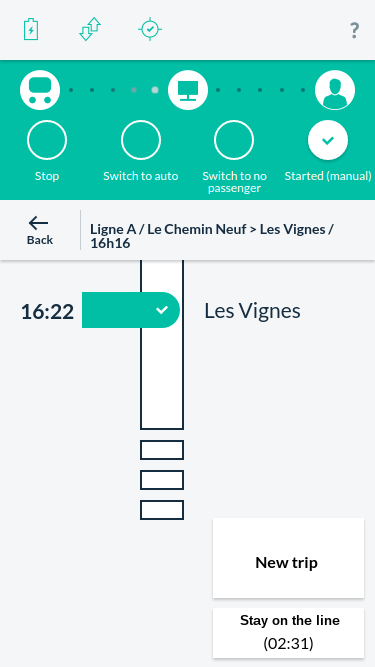 ?
Stop
Switch to auto
Switch to no
passenger
Started (manual)
Back
Ligne A / Le Chemin Neuf > Les Vignes /
16h16
16:22
Les Vignes
New trip
Stay on the line
(02:31)